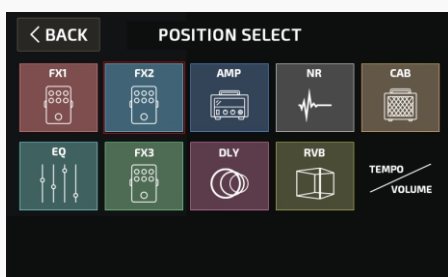 < BACK
POSITION SELECT
FX1
FX2
AMP
NR
CAB
EQ
FX3
DLY
RVB
TEMPO
VOLUME